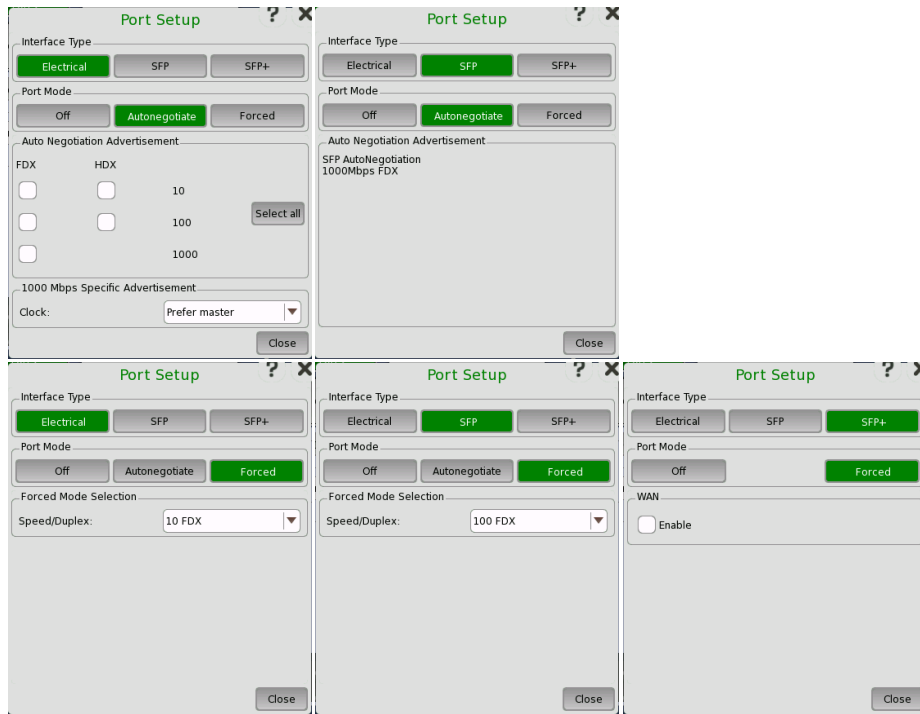 Port Setup ?
Interface Type
Electrical SFP SFP+
Port Mode
Off Autonegotiate Forced
Auto Negotiation Advertisement
FDX HDX
10
100
Select all
1000
1000 Mbps Specific Advertisement
Clock: Prefer master
Close
Port Setup ?
Interface Type
Electrical SFP SFP+
Port Mode
Off Autonegotiate Forced
Auto Negotiation Advertisement
SFP AutoNegotiation
1000Mbps FDX
Close
Port Setup ?
Interface Type
Electrical SFP SFP+
Port Mode
Off Autonegotiate Forced
Forced Mode Selection
Speed/Duplex: 10 FDX
Close
Port Setup ?
Interface Type
Electrical SFP SFP+
Port Mode
Off Autonegotiate Forced
Forced Mode Selection
Speed/Duplex: 100 FDX
Close
Port Setup ?
Interface Type
Electrical SFP SFP+
Port Mode
Off Forced
WAN
Enable
Close